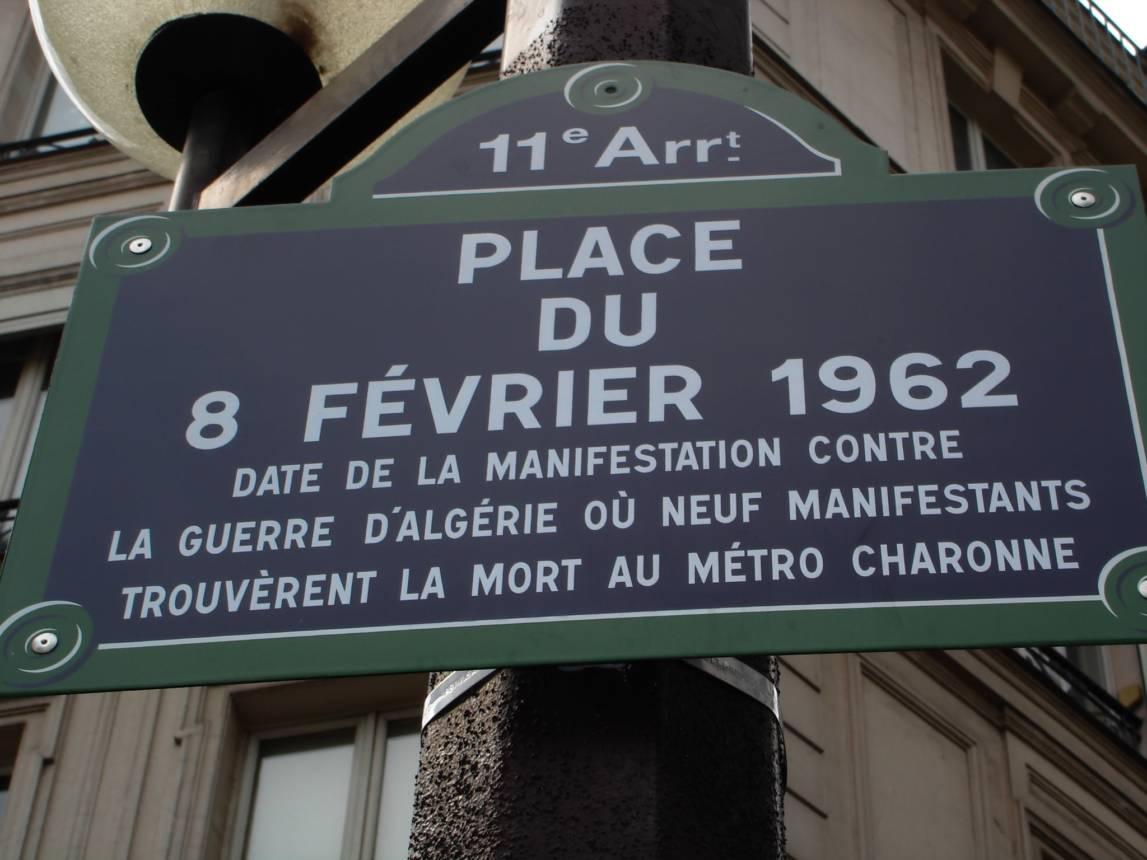 11e Arrt
PLACE
DU
8 FÉVRIER 1962
DATE DE LA MANIFESTATION CONTRE
LA GUERRE D'ALGÉRIE OÙ NEUF MANIFESTANTS
TROUVÈRENT LA MORT AU MÉTRO CHARONNE